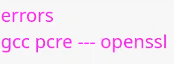 errors
gcc pcre --- openssl